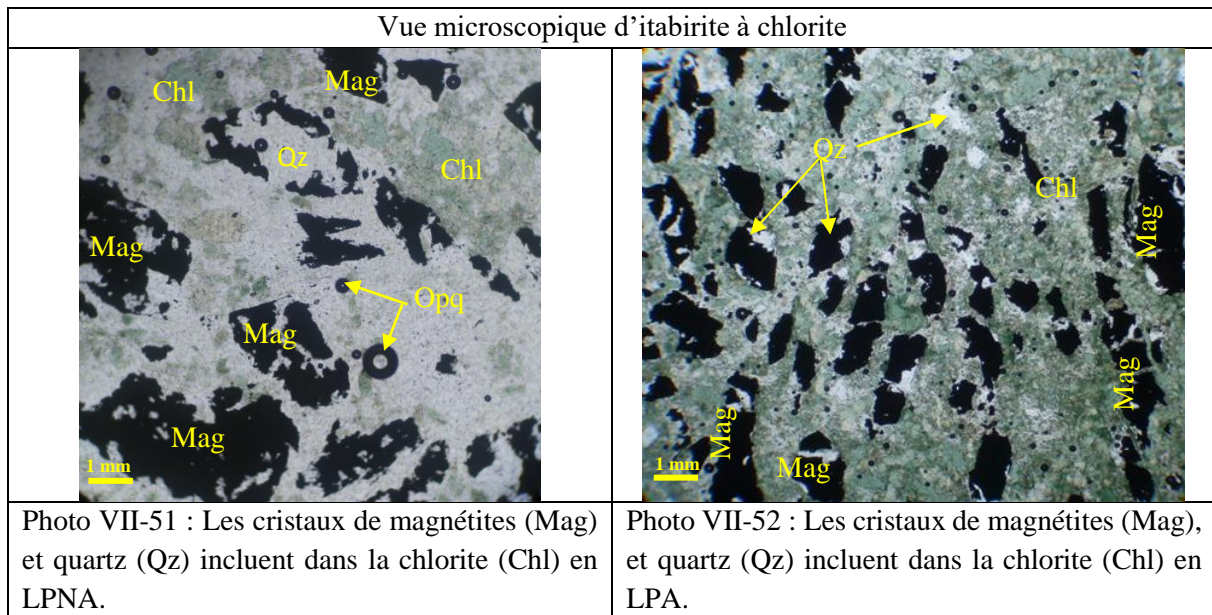 Vue microscopique d’itabirite à chlorite
Mag
Chl
Qz
Chl
Mag
Opq
Mag
Mag
1 mm
Qz
Chl
Mag
Mag
Mag
Mag
1 mm
Photo VII-51 : Les cristaux de magnétites (Mag)
et quartz (Qz) incluent dans la chlorite (Chl) en
LPNA.
Photo VII-52 : Les cristaux de magnétites (Mag),
et quartz (Qz) incluent dans la chlorite (Chl) en
LPA.